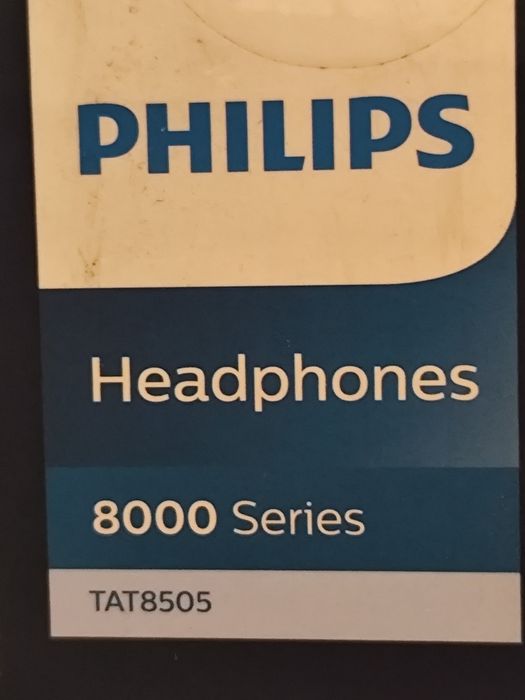 PHILIPS
Headphones
8000 Series
TAT8505